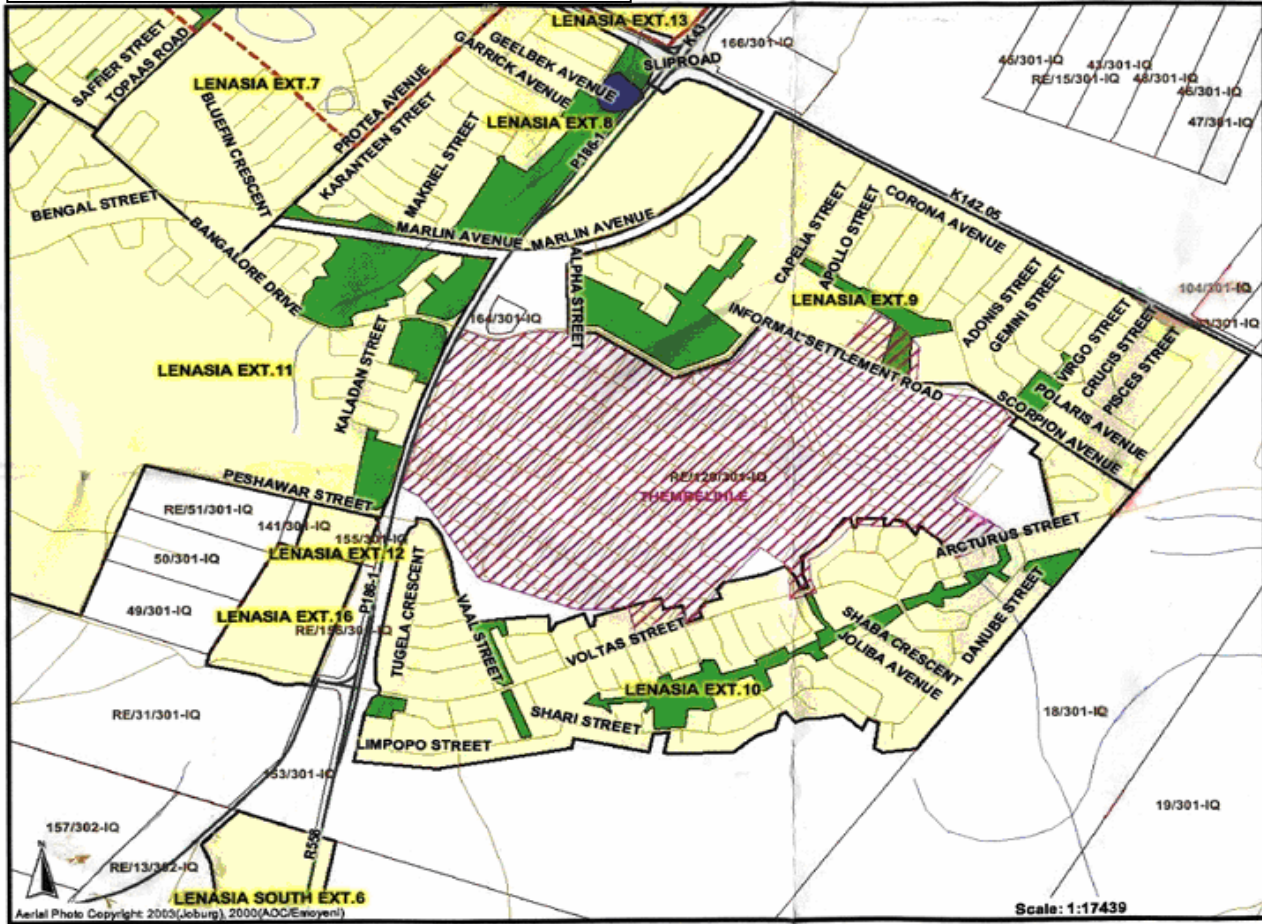 LENASIA EXT.13
K43
SLIPROAD
166/301-IQ
GEELBEK AVENUE
GARRICK AVENUE
SAFFIER STREET
TOPAAS ROAD
LENASIA EXT.7
PROTEA AVENUE
45/301-IQ
43/301-IQ
RE/15/301-IQ
48/301-IQ
46/301-IQ
47/301-IQ
BLUEFIN CRESCENT
KARANTEEN STREET
MAKRIEL STREET
LENASIA EXT.8
P186-1
BENGAL STREET
BANGALORE DRIVE
MARLIN AVENUE
MARLIN AVENUE
K142.05
CAPELIA STREET
APOLLO STREET
CORONA AVENUE
ALPHA STREET
LENASIA EXT.9
ADONIS STREET
GEMINI STREET
104/301-IQ
164/301-IQ
INFORMAL SETTLEMENT ROAD
VIRGO STREET
CRUCIS STREET
PISCES STREET
LENASIA EXT.11
KALADAN STREET
POLARIS AVENUE
SCORPION AVENUE
PESHAWAR STREET
RE/129/301-IQ
THEMBELIHLE
RE/51/301-IQ
141/301-IQ
155/301-IQ
LENASIA EXT.12
50/301-IQ
ARCTURUS STREET
49/301-IQ
LENASIA EXT.16
P186-1
TUGELA CRESCENT
VAAL STREET
VOLTAS STREET
SHABA CRESCENT
JOLIBA AVENUE
DANUBE STREET
LENASIA EXT.10
RE/31/301-IQ
SHARI STREET
LIMPOPO STREET
18/301-IQ
153/301-IQ
19/301-IQ
157/302-IQ
R558
RE/13/302-IQ
N
LENASIA SOUTH EXT.6
Aerial Photo Copyright: 2003(Joburg), 2000(AOC/Emoyeni)
Scale: 1:17439